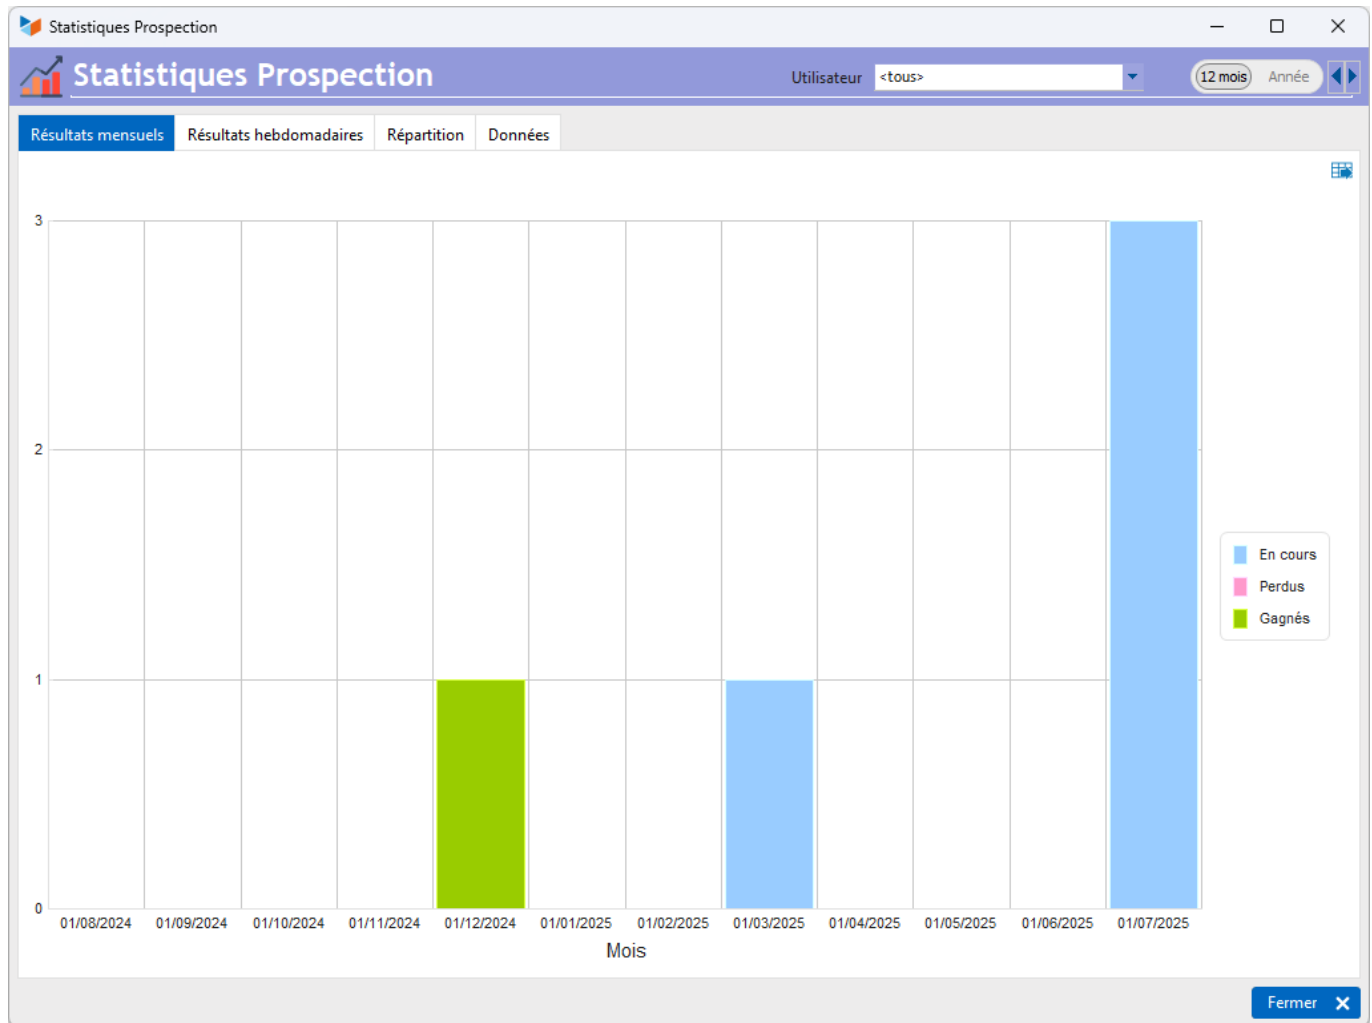 Statistiques Prospection
Statistiques Prospection
Utilisateur <tous> 12 mois Année
Résultats mensuels Résultats hebdomadaires Répartition Données
3
2
1
0
En cours
Perdus
Gagnés
01/08/2024 01/09/2024 01/10/2024 01/11/2024 01/12/2024 01/01/2025 01/02/2025 01/03/2025 01/04/2025 01/05/2025 01/06/2025 01/07/2025
Mois
Fermer